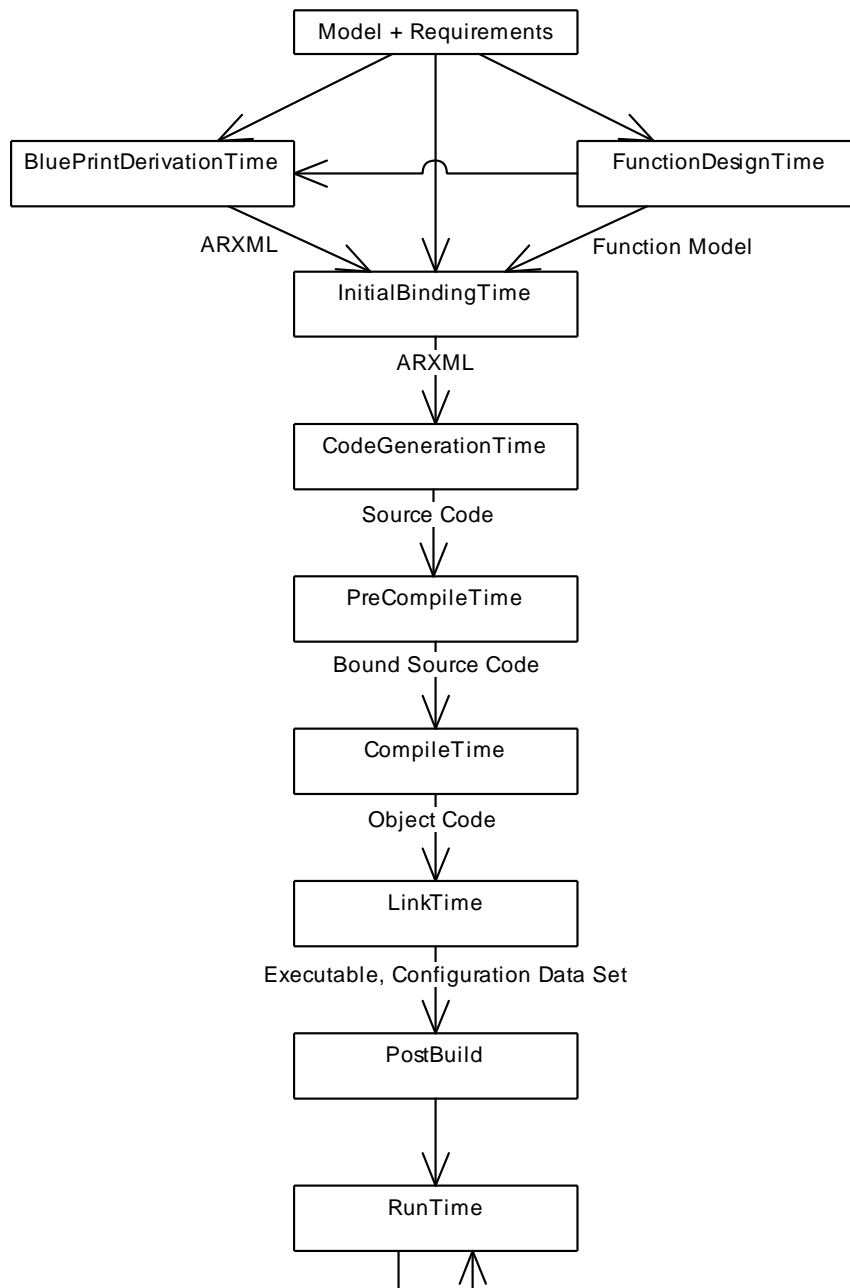 Model + Requirements
BluePrintDerivationTime
FunctionDesignTime
ARXML
Function Model
InitialBindingTime
ARXML
CodeGenerationTime
Source Code
PreCompileTime
Bound Source Code
CompileTime
Object Code
LinkTime
Executable, Configuration Data Set
PostBuild
RunTime